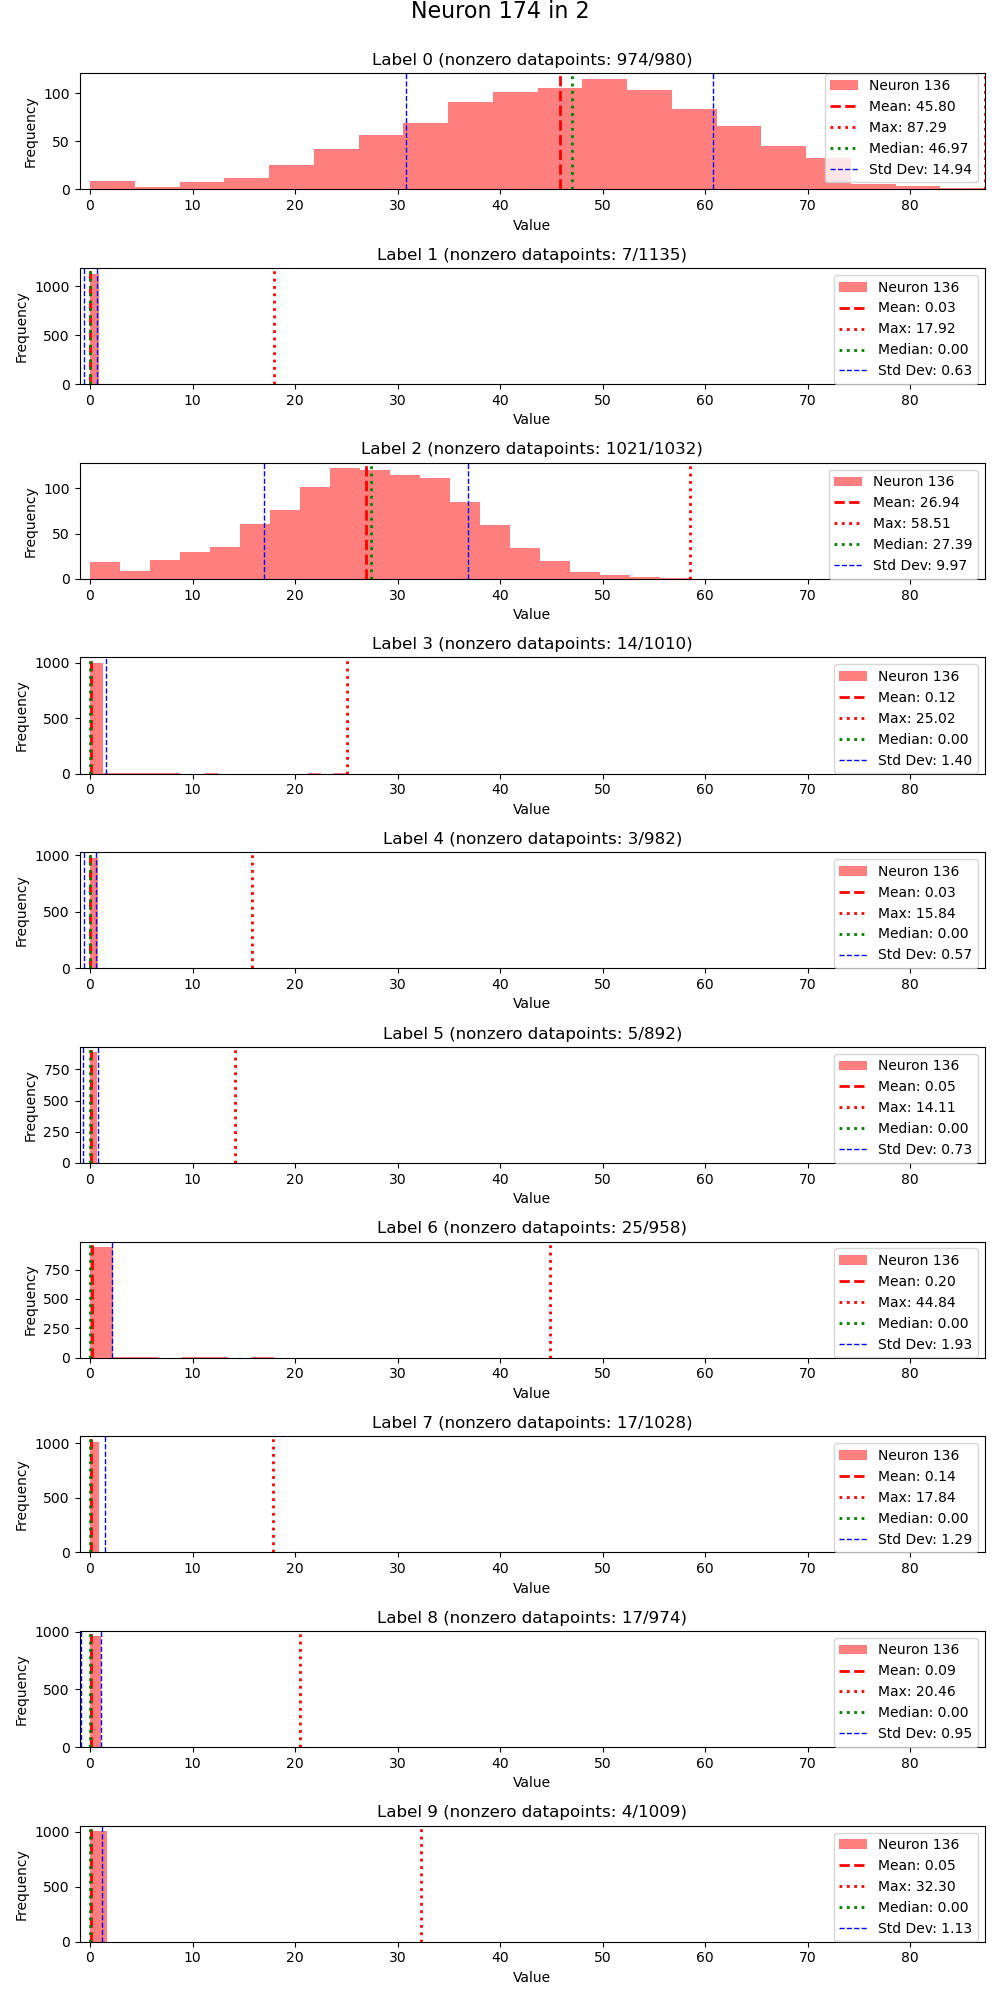 Neuron 174 in 2
Label 0 (nonzero datapoints: 974/980)
Frequency
100
50
0
Neuron 136
Mean: 45.80
Max: 87.29
Median: 46.97
Std Dev: 14.94
0 10 20 30 40 50 60 70 80
Value
Label 1 (nonzero datapoints: 7/1135)
Frequency
1000
500
0
Neuron 136
Mean: 0.03
Max: 17.92
Median: 0.00
Std Dev: 0.63
0 10 20 30 40 50 60 70 80
Value
Label 2 (nonzero datapoints: 1021/1032)
Frequency
100
50
0
Neuron 136
Mean: 26.94
Max: 58.51
Median: 27.39
Std Dev: 9.97
0 10 20 30 40 50 60 70 80
Value
Label 3 (nonzero datapoints: 14/1010)
Frequency
1000
500
0
Neuron 136
Mean: 0.12
Max: 25.02
Median: 0.00
Std Dev: 1.40
0 10 20 30 40 50 60 70 80
Value
Label 4 (nonzero datapoints: 3/982)
Frequency
1000
500
0
Neuron 136
Mean: 0.03
Max: 15.84
Median: 0.00
Std Dev: 0.57
0 10 20 30 40 50 60 70 80
Value
Label 5 (nonzero datapoints: 5/892)
Frequency
750
500
250
0
Neuron 136
Mean: 0.05
Max: 14.11
Median: 0.00
Std Dev: 0.73
0 10 20 30 40 50 60 70 80
Value
Label 6 (nonzero datapoints: 25/958)
Frequency
750
500
250
0
Neuron 136
Mean: 0.20
Max: 44.84
Median: 0.00
Std Dev: 1.93
0 10 20 30 40 50 60 70 80
Value
Label 7 (nonzero datapoints: 17/1028)
Frequency
1000
500
0
Neuron 136
Mean: 0.14
Max: 17.84
Median: 0.00
Std Dev: 1.29
0 10 20 30 40 50 60 70 80
Value
Label 8 (nonzero datapoints: 17/974)
Frequency
1000
500
0
Neuron 136
Mean: 0.09
Max: 20.46
Median: 0.00
Std Dev: 0.95
0 10 20 30 40 50 60 70 80
Value
Label 9 (nonzero datapoints: 4/1009)
Frequency
1000
500
0
Neuron 136
Mean: 0.05
Max: 32.30
Median: 0.00
Std Dev: 1.13
0 10 20 30 40 50 60 70 80
Value